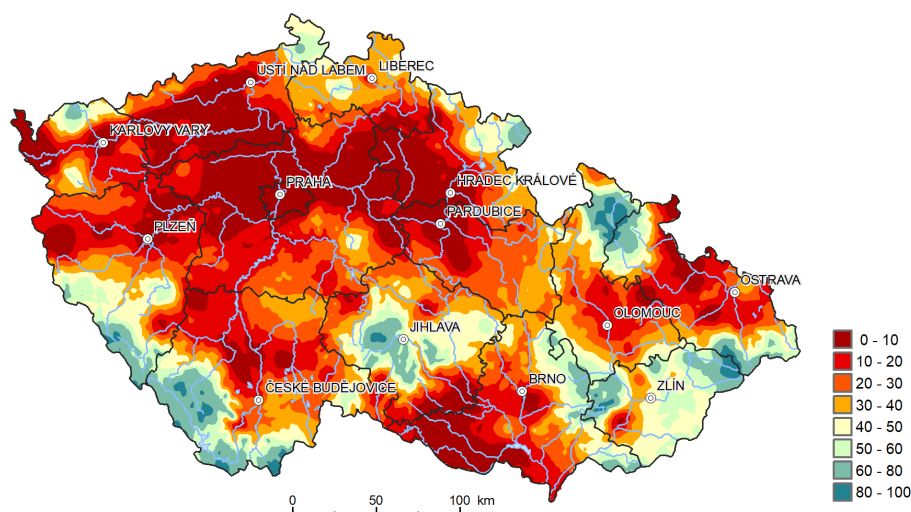 ÚSTÍ NAD LABEM
LIBEREC
KARLOVY VARY
PRAHA
HRADEC KRÁLOVÉ
PARDUBICE
PLZEŇ
OSTRAVA
OLOMOUC
JIHLAVA
ČESKÉ BUDĚJOVICE
BRNO
ZLÍN
0 - 10
10 - 20
20 - 30
30 - 40
40 - 50
50 - 60
60 - 80
80 - 100
0 50 100 km